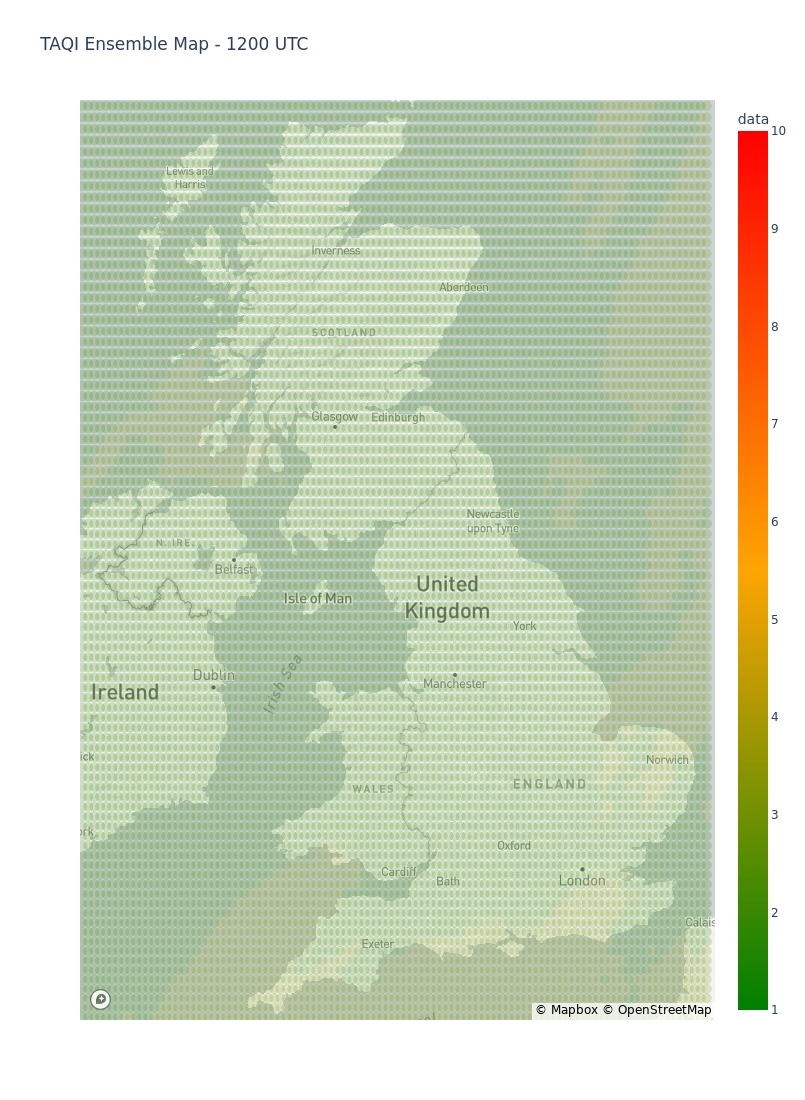 TAQI Ensemble Map - 1200 UTC
data
10
9
8
7
6
5
4
3
2
1
Lewis and
Harris
Inverness
Aberdeen
SCOTLAND
Glasgow
Edinburgh
Newcastle
upon Tyne
N. IRE.
Belfast
Isle of Man
United
Kingdom
York
Irish Sea
Dublin
Manchester
Ireland
ick
Norwich
WALES
ENGLAND
ork
Oxford
Cardiff
Bath
London
Calais
Exeter
© Mapbox © OpenStreetMap